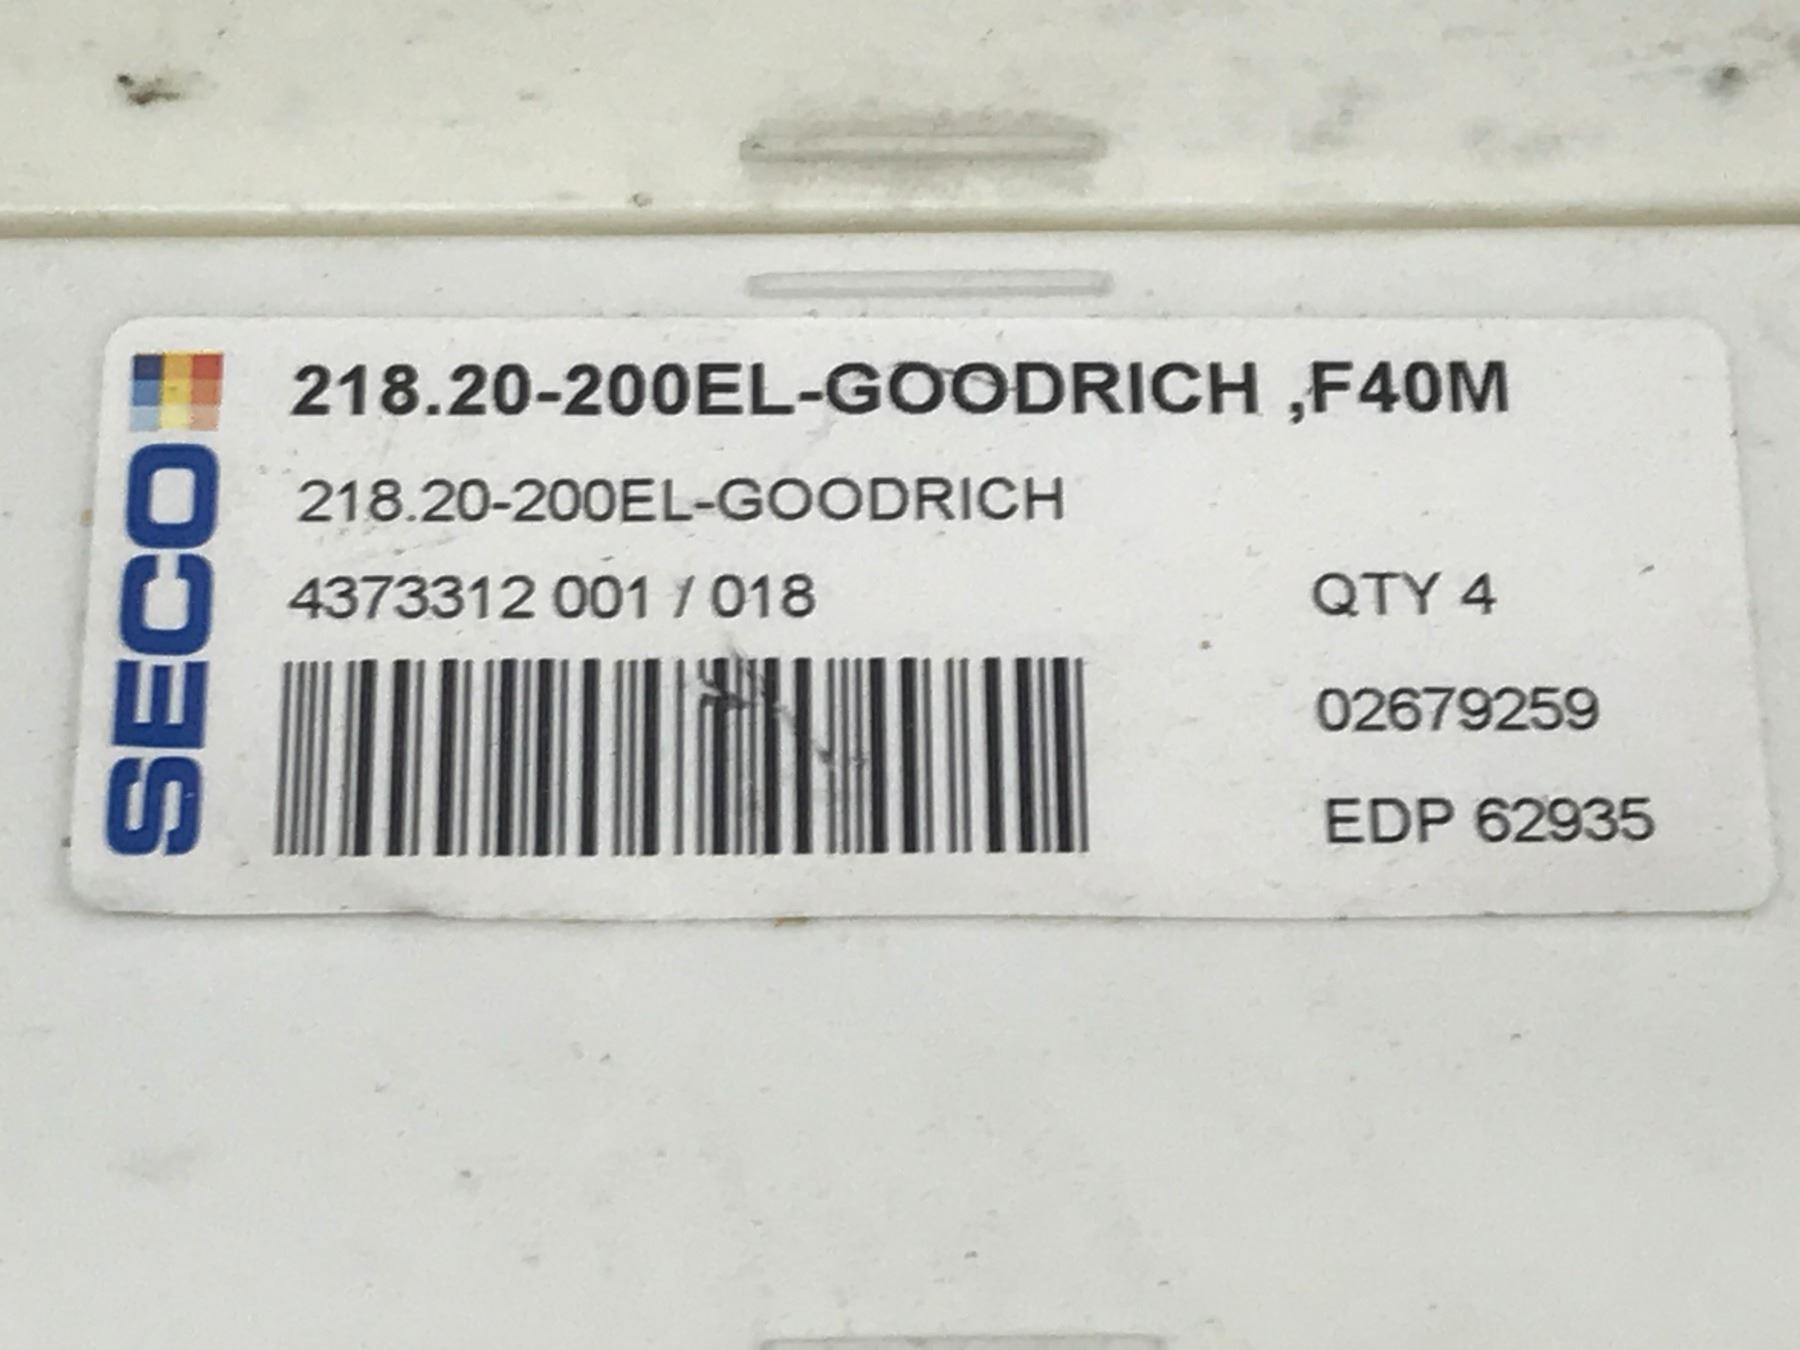 SECO
218.20-200EL-GOODRICH ,F40M
218.20-200EL-GOODRICH
4373312 001 / 018
QTY 4
02679259
EDP 62935